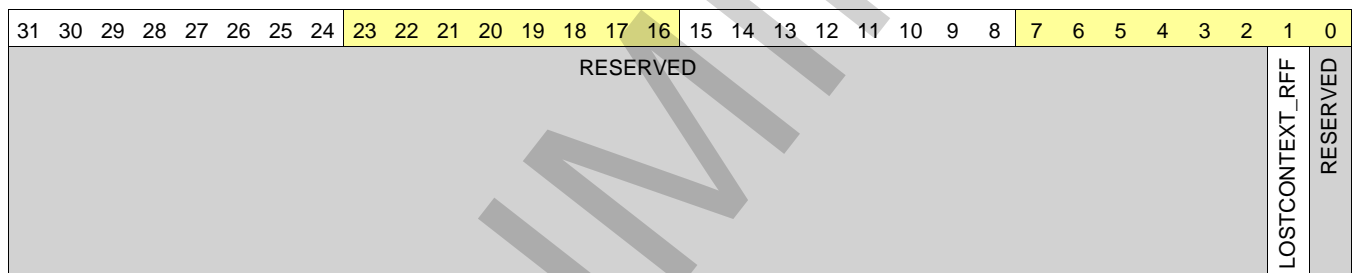 31 30 29 28 27 26 25 24 23 22 21 20 19 18 17 16 15 14 13 12 11 10 9 8 7 6 5 4 3 2 1 0
RESERVED
LOSTCONTEXT_RFF
RESERVED